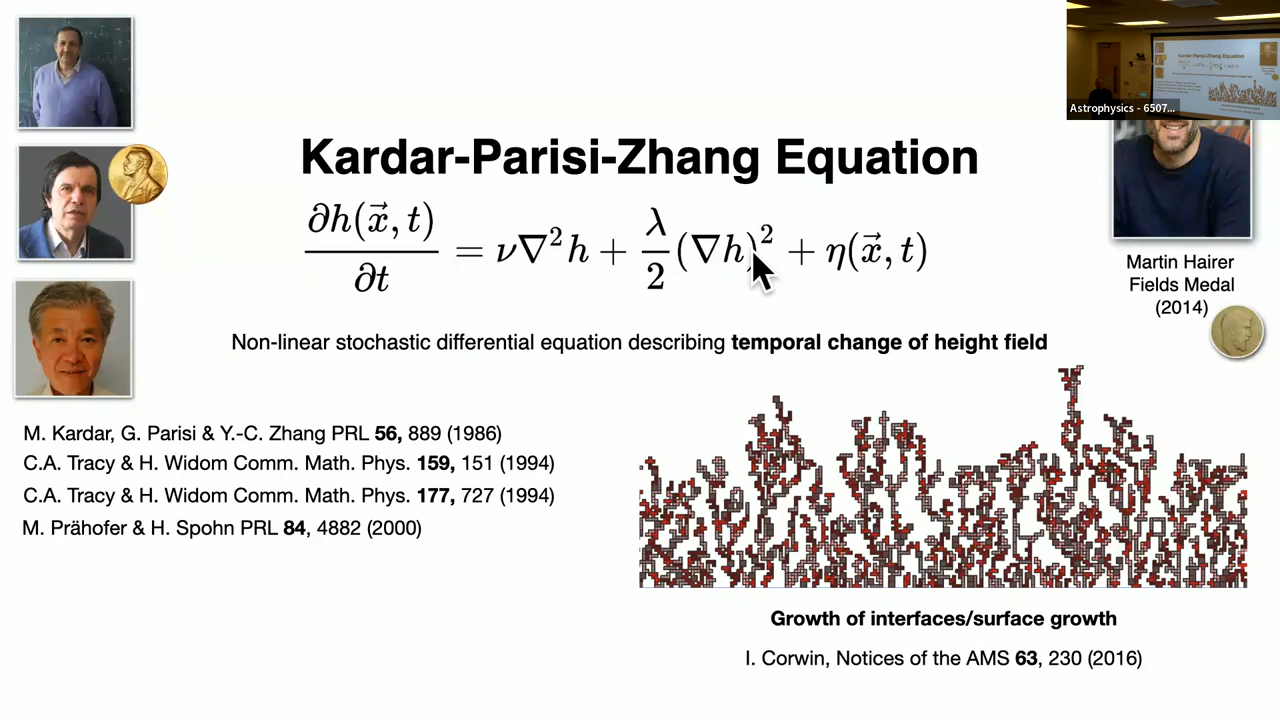 Astrophysics - 6507...
Kardar-Parisi-Zhang Equation
∂h(x⃗, t)/∂t = ν∇²h + λ/2 (∇h)² + η(x⃗, t)
Martin Hairer
Fields Medal
(2014)
Non-linear stochastic differential equation describing temporal change of height field
M. Kardar, G. Parisi & Y.-C. Zhang PRL 56, 889 (1986)
C.A. Tracy & H. Widom Comm. Math. Phys. 159, 151 (1994)
C.A. Tracy & H. Widom Comm. Math. Phys. 177, 727 (1994)
M. Prähofer & H. Spohn PRL 84, 4882 (2000)
Growth of interfaces/surface growth
I. Corwin, Notices of the AMS 63, 230 (2016)